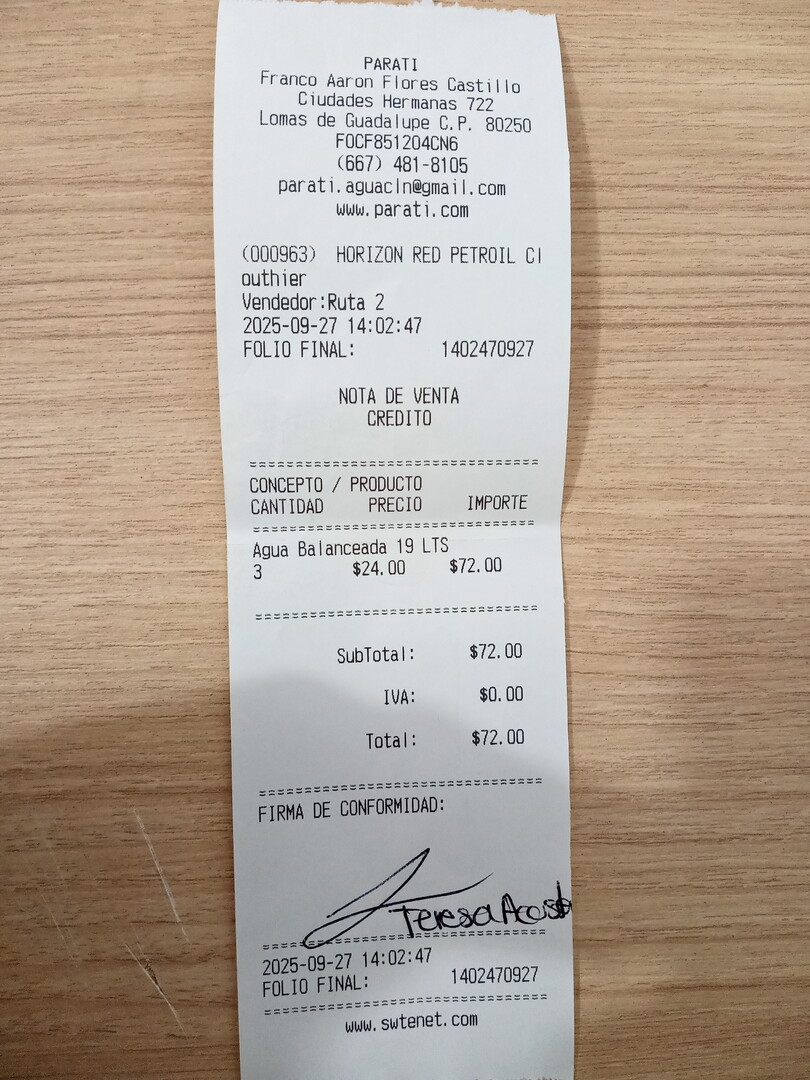 PARATI
Franco Aaron Flores Castillo
Ciudades Hermanas 722
Lomas de Guadalupe C.P. 80250
FOCF851204CN6
(667) 481-8105
parati.aguacln@gmail.com
www.parati.com
(000963) HORIZON RED PETROIL Cl
outhier
Vendedor:Ruta 2
2025-09-27 14:02:47
FOLIO FINAL: 1402470927
NOTA DE VENTA
CREDITO
================================
CONCEPTO / PRODUCTO
CANTIDAD PRECIO IMPORTE
================================
Agua Balanceada 19 LTS
3 $24.00 $72.00
================================
SubTotal: $72.00
IVA: $0.00
Total: $72.00
================================
FIRMA DE CONFORMIDAD:
Teresa Acosta
================================
2025-09-27 14:02:47
FOLIO FINAL: 1402470927
================================
www.swtenet.com